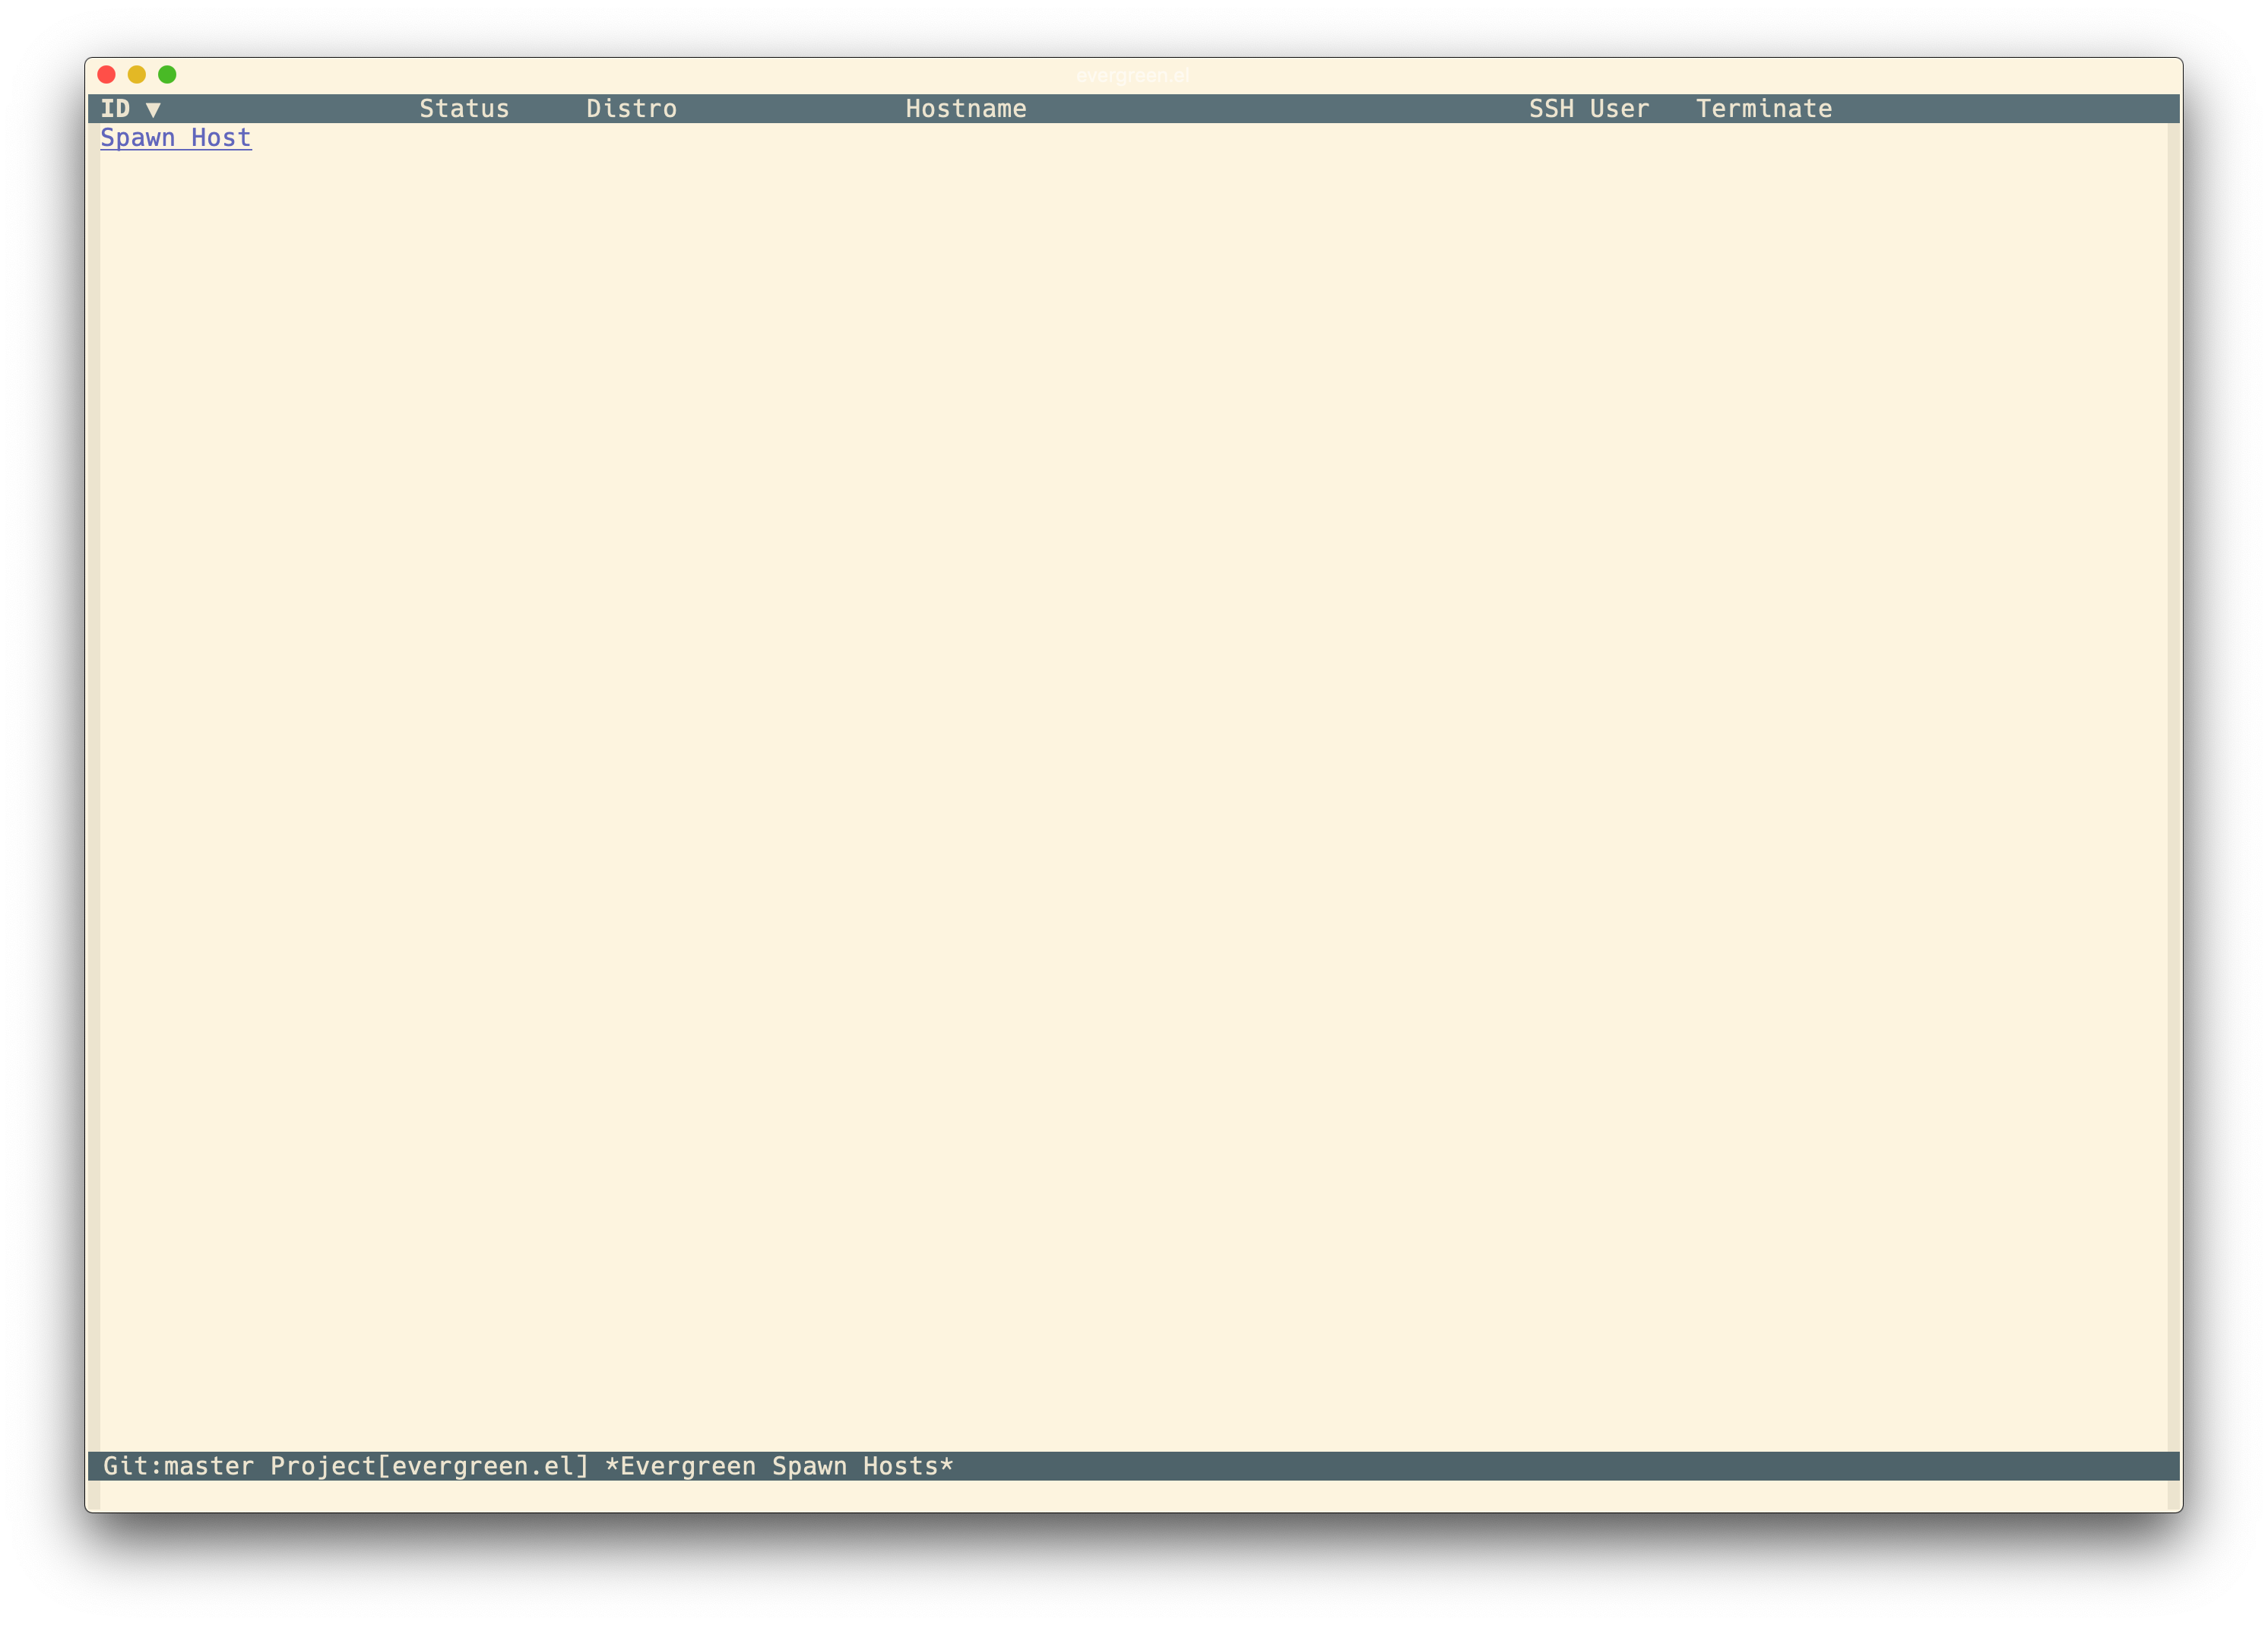 evergreen.el
ID ▼ Status Distro Hostname SSH User Terminate
Spawn Host
Git:master Project[evergreen.el] *Evergreen Spawn Hosts*